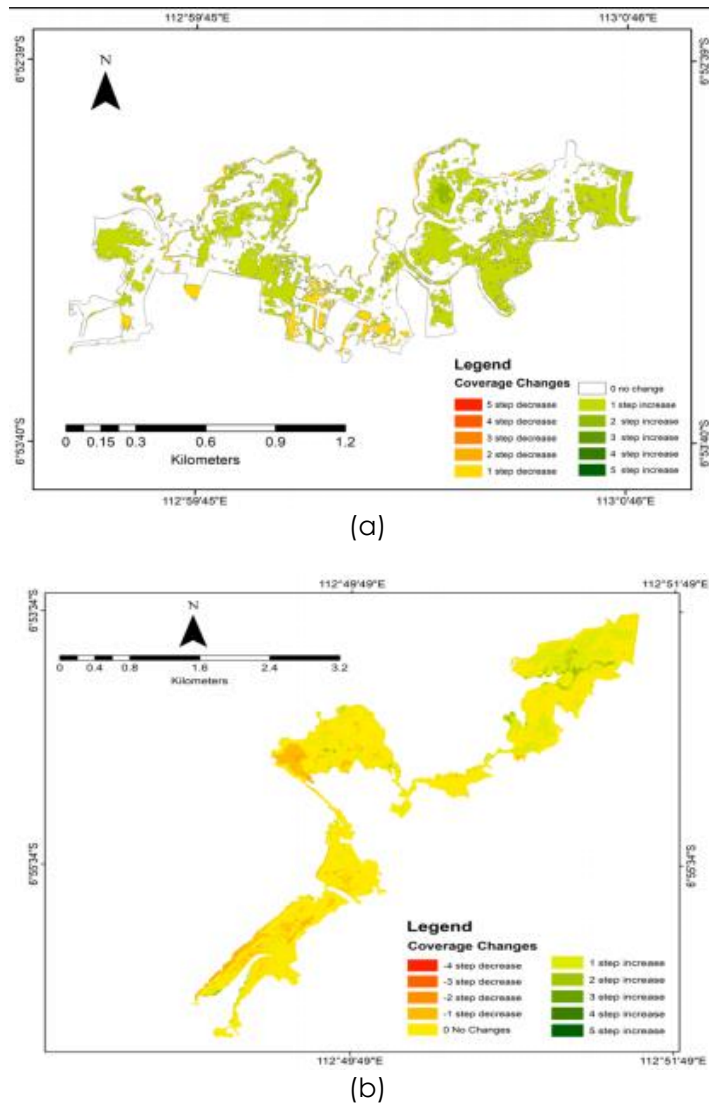 112°59'45"E 113°0'46"E
6°52'39"S 6°52'39"S
N
Legend
Coverage Changes
5 step decrease
4 step decrease
3 step decrease
2 step decrease
1 step decrease
0 no change
1 step increase
2 step increase
3 step increase
4 step increase
5 step increase
0 0.15 0.3 0.6 0.9 1.2
Kilometers
6°53'40"S 6°53'40"S
112°59'45"E 113°0'46"E
(a)
112°49'49"E 112°51'49"E
6°53'34"S
N
0 0.4 0.8 1.6 2.4 3.2
Kilometers
6°55'34"S 6°55'34"S
Legend
Coverage Changes
-4 step decrease
-3 step decrease
-2 step decrease
-1 step decrease
0 No Changes
1 step increase
2 step increase
3 step increase
4 step increase
5 step increase
112°49'49"E 112°51'49"E
(b)